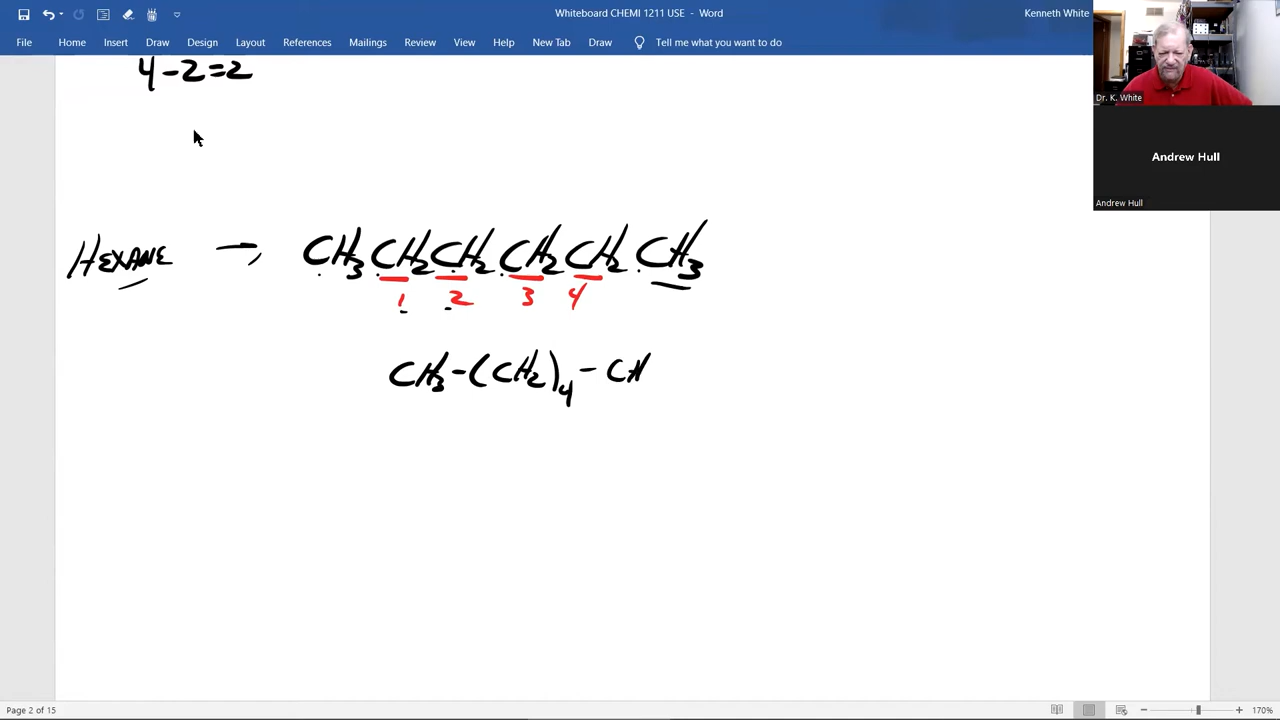 Whiteboard CHEMI 1211 USE - Word
Kenneth White
File Home Insert Draw Design Layout References Mailings Review View Help New Tab Draw Tell me what you want to do
Dr. K. White
Andrew Hull
Andrew Hull
4-2=2
HEXANE → CH3CH2CH2CH2CH2CH3
1 2 3 4
CH3-(CH2)4-CH
Page 2 of 15
170%